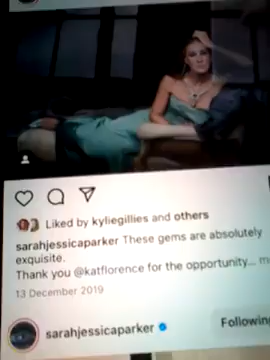 Liked by kyliegillies and others
sarahjessicaparker These gems are absolutely
exquisite.
Thank you @katflorence for the opportunity... m
13 December 2019
sarahjessicaparker
Following